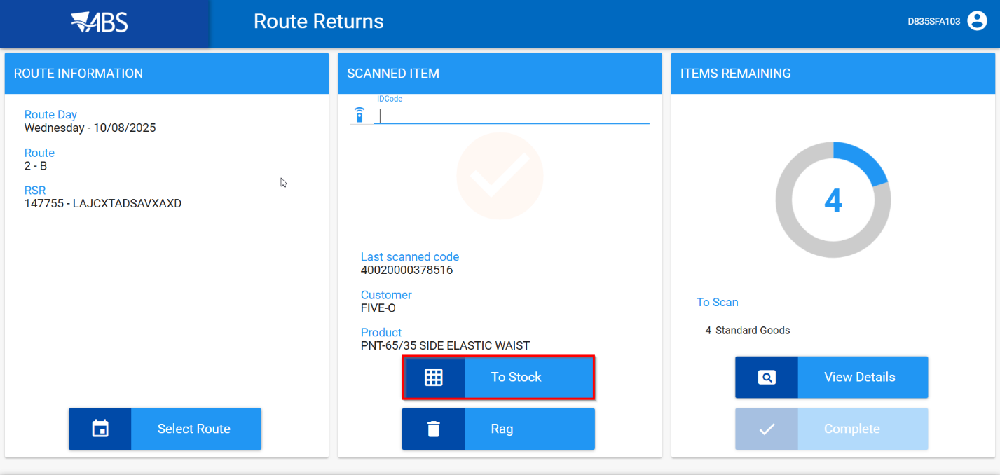 ABS
Route Returns
D835SFA103
ROUTE INFORMATION
Route Day
Wednesday - 10/08/2025
Route
2 - B
RSR
147755 - LAJCXTADSAVXAXD
Select Route
SCANNED ITEM
IDCode
Last scanned code
40020000378516
Customer
FIVE-O
Product
PNT-65/35 SIDE ELASTIC WAIST
To Stock
Rag
ITEMS REMAINING
4
To Scan
4 Standard Goods
View Details
Complete